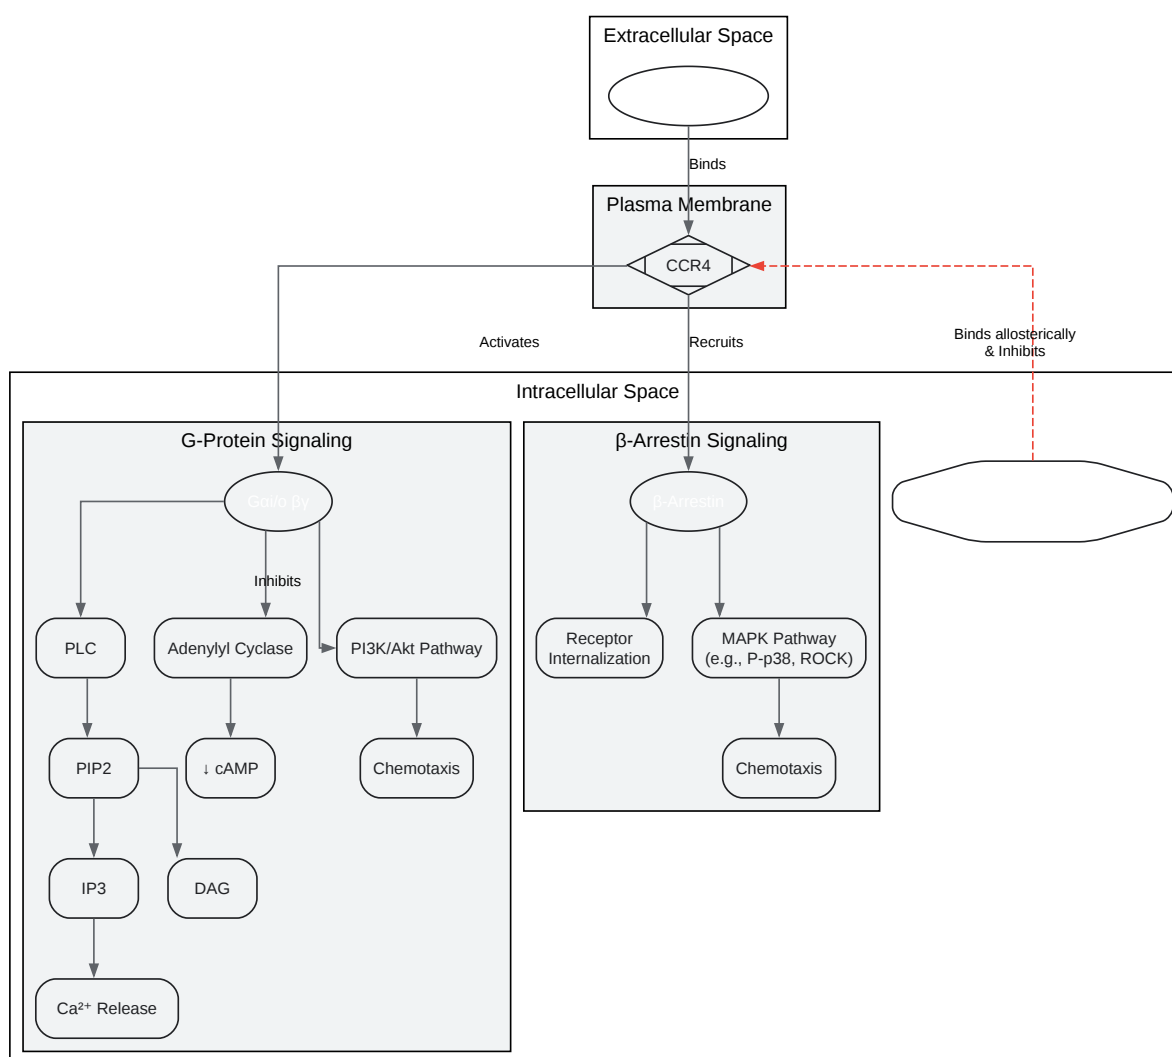 Extracellular Space
Binds
Plasma Membrane
CCR4
Activates
Recruits
Binds allosterically
& Inhibits
Intracellular Space
G-Protein Signaling
β-Arrestin Signaling
Gαi/o βγ
β-Arrestin
Inhibits
PLC
Adenylyl Cyclase
PI3K/Akt Pathway
Receptor
Internalization
MAPK Pathway
(e.g., P-p38, ROCK)
PIP2
↓ cAMP
Chemotaxis
Chemotaxis
IP3
DAG
Ca²⁺ Release